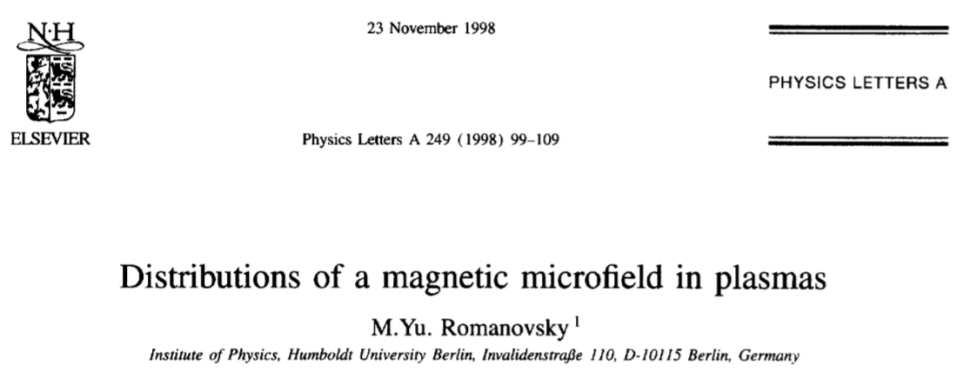 N·H
23 November 1998
PHYSICS LETTERS A
ELSEVIER
Physics Letters A 249 (1998) 99–109
Distributions of a magnetic microfield in plasmas
M.Yu. Romanovsky 1
Institute of Physics, Humboldt University Berlin, Invalidenstraße 110, D-10115 Berlin, Germany